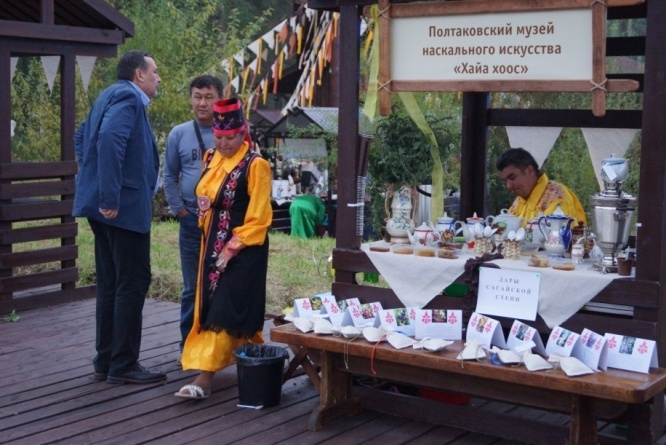 Полтаковский музей
наскального искусства
«Хайа хоос»
ДАРЫ
САГАЙСКОЙ
СТЕПИ